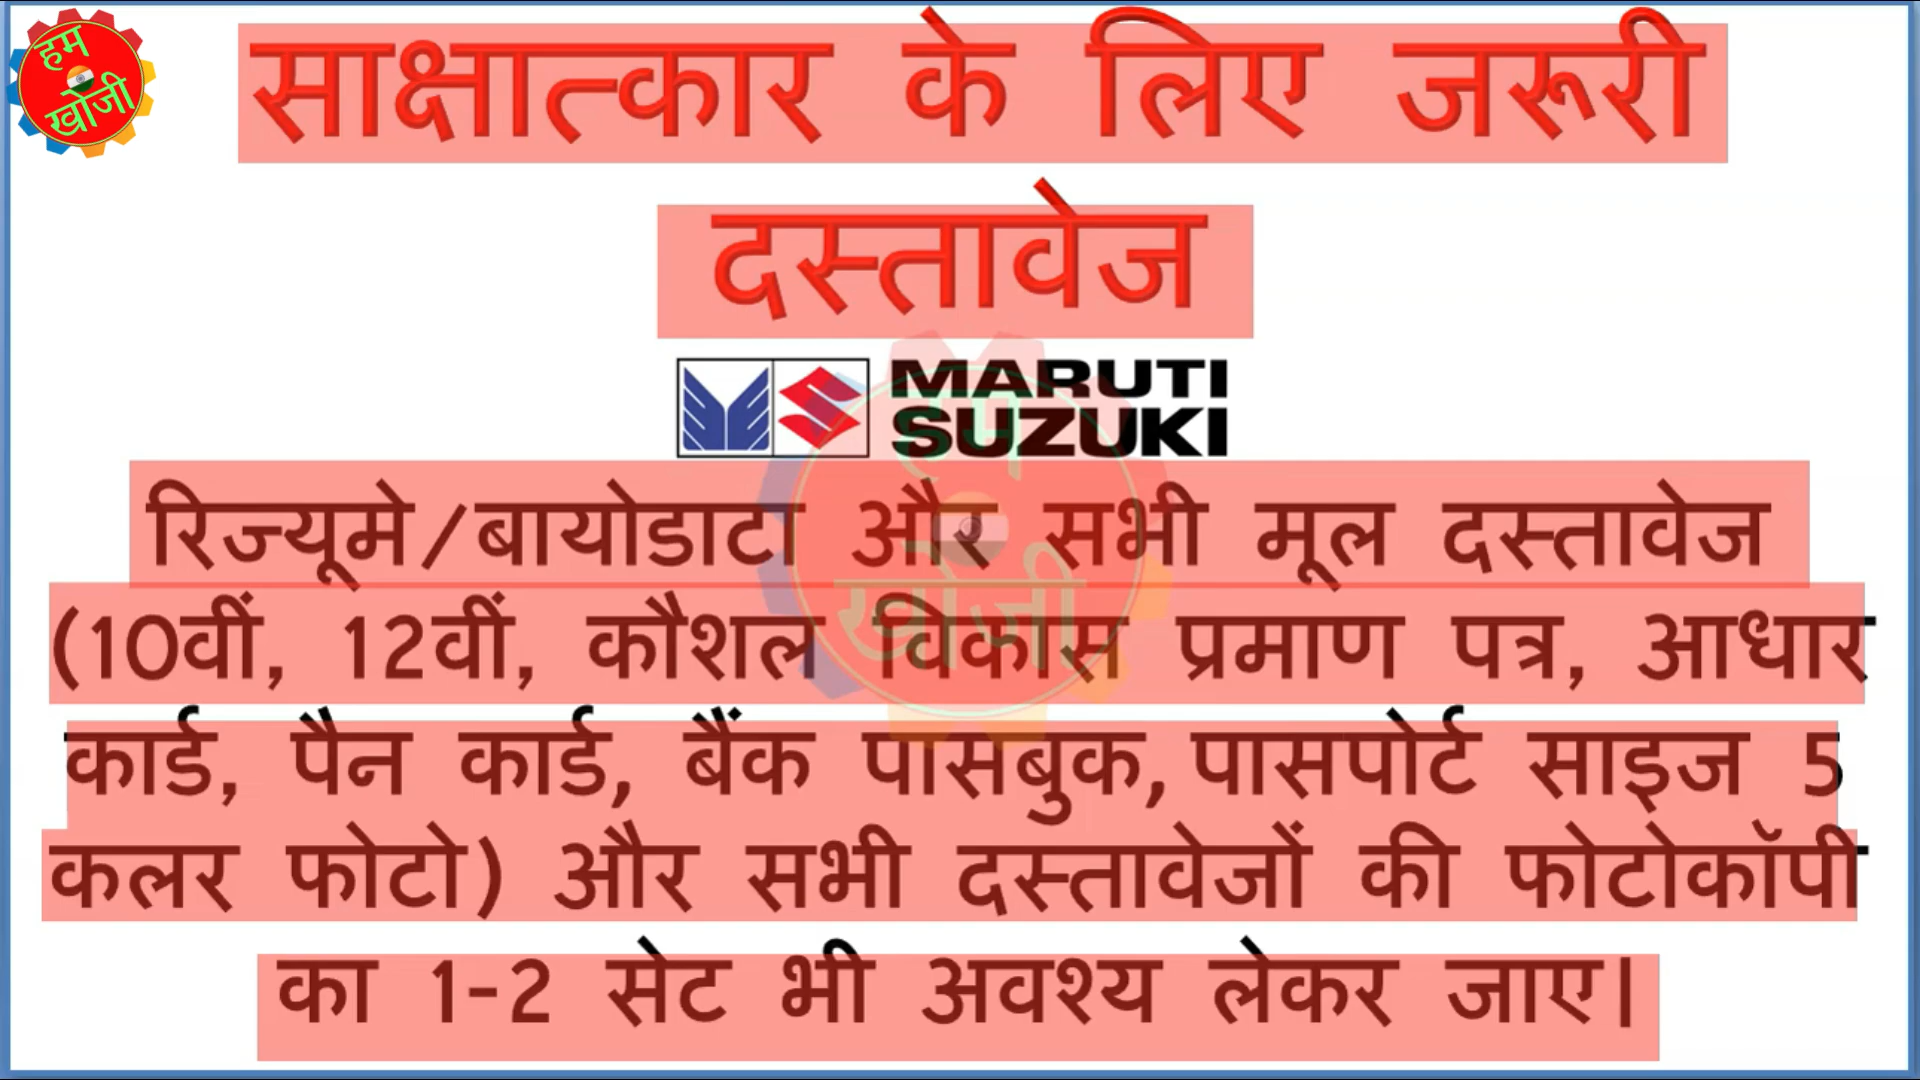 हम
खोजी
साक्षात्कार के लिए जरूरी
दस्तावेज
MARUTI
SUZUKI
हम
खोजी
रिज्यूमे/बायोडाटा और सभी मूल दस्तावेज
(10वीं, 12वीं, कौशल विकास प्रमाण पत्र, आधार
कार्ड, पैन कार्ड, बैंक पासबुक,पासपोर्ट साइज 5
कलर फोटो) और सभी दस्तावेजों की फोटोकॉपी
का 1-2 सेट भी अवश्य लेकर जाए।